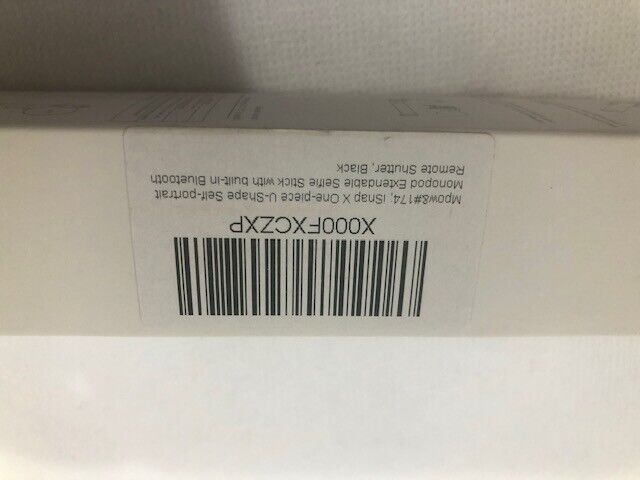 X000FXCZXP
Mpow&#174; iSnap X One-piece U-Shape Self-portrait
Monopod Extendable Selfie Stick with built-in Bluetooth
Remote Shutter, Black